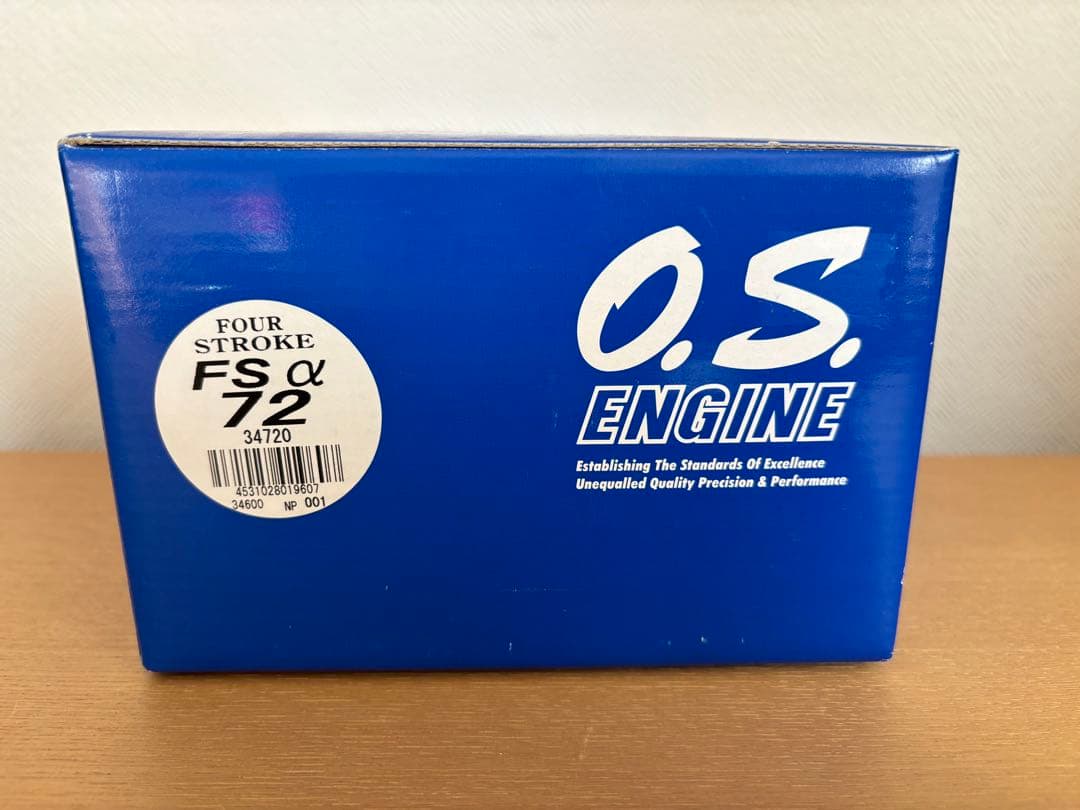 FOUR
STROKE
FS α
72
34720
4531028019607
34600 NP 001
O.S.
ENGINE
Establishing The Standards Of Excellence
Unequalled Quality Precision & Performance